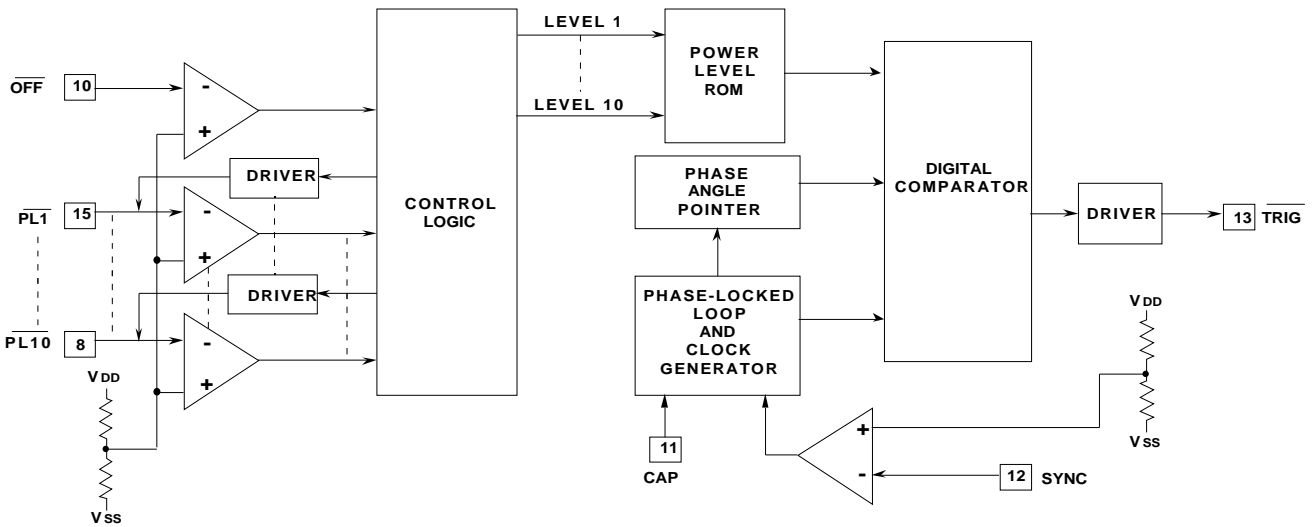 OFF
10
-
+
PL1
15
-
+
PL10
8
-
+
VDD
VSS
DRIVER
DRIVER
CONTROL
LOGIC
LEVEL 1
LEVEL 10
POWER
LEVEL
ROM
PHASE
ANGLE
POINTER
PHASE-LOCKED
LOOP
AND
CLOCK
GENERATOR
11
CAP
DIGITAL
COMPARATOR
DRIVER
13 TRIG
VDD
VSS
+
-
12 SYNC